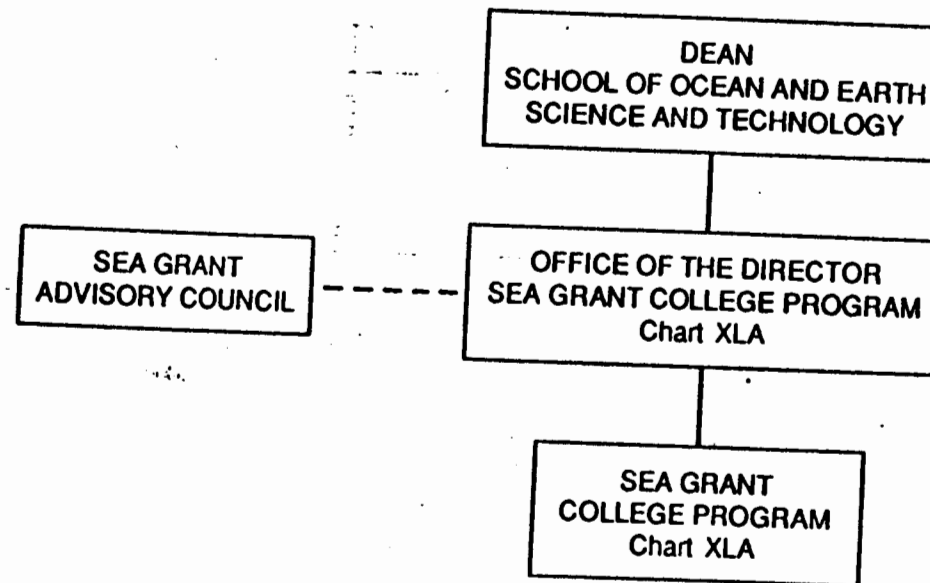 DEAN
SCHOOL OF OCEAN AND EARTH
SCIENCE AND TECHNOLOGY
SEA GRANT
ADVISORY COUNCIL
OFFICE OF THE DIRECTOR
SEA GRANT COLLEGE PROGRAM
Chart XLA
SEA GRANT
COLLEGE PROGRAM
Chart XLA